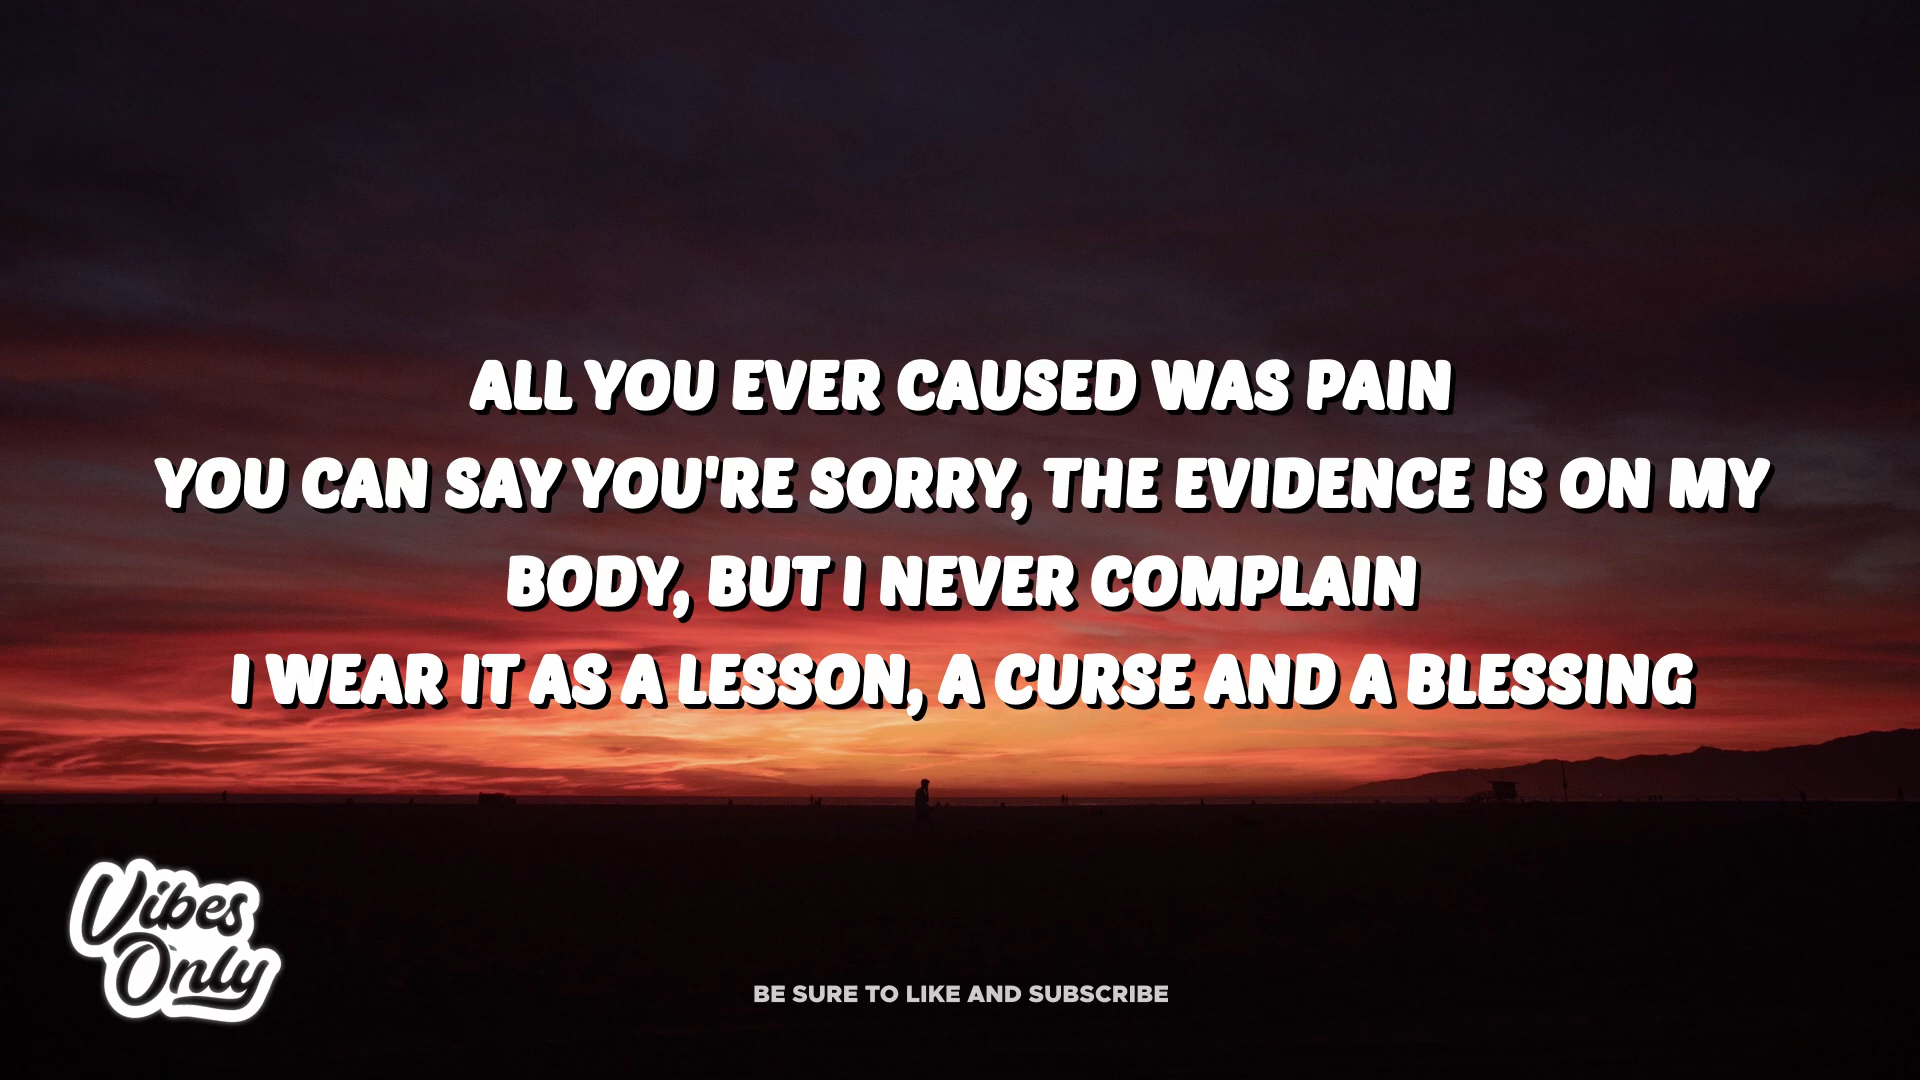 ALL YOU EVER CAUSED WAS PAIN
YOU CAN SAY YOU'RE SORRY, THE EVIDENCE IS ON MY
BODY, BUT I NEVER COMPLAIN
I WEAR IT AS A LESSON, A CURSE AND A BLESSING
Vibes
Only
BE SURE TO LIKE AND SUBSCRIBE